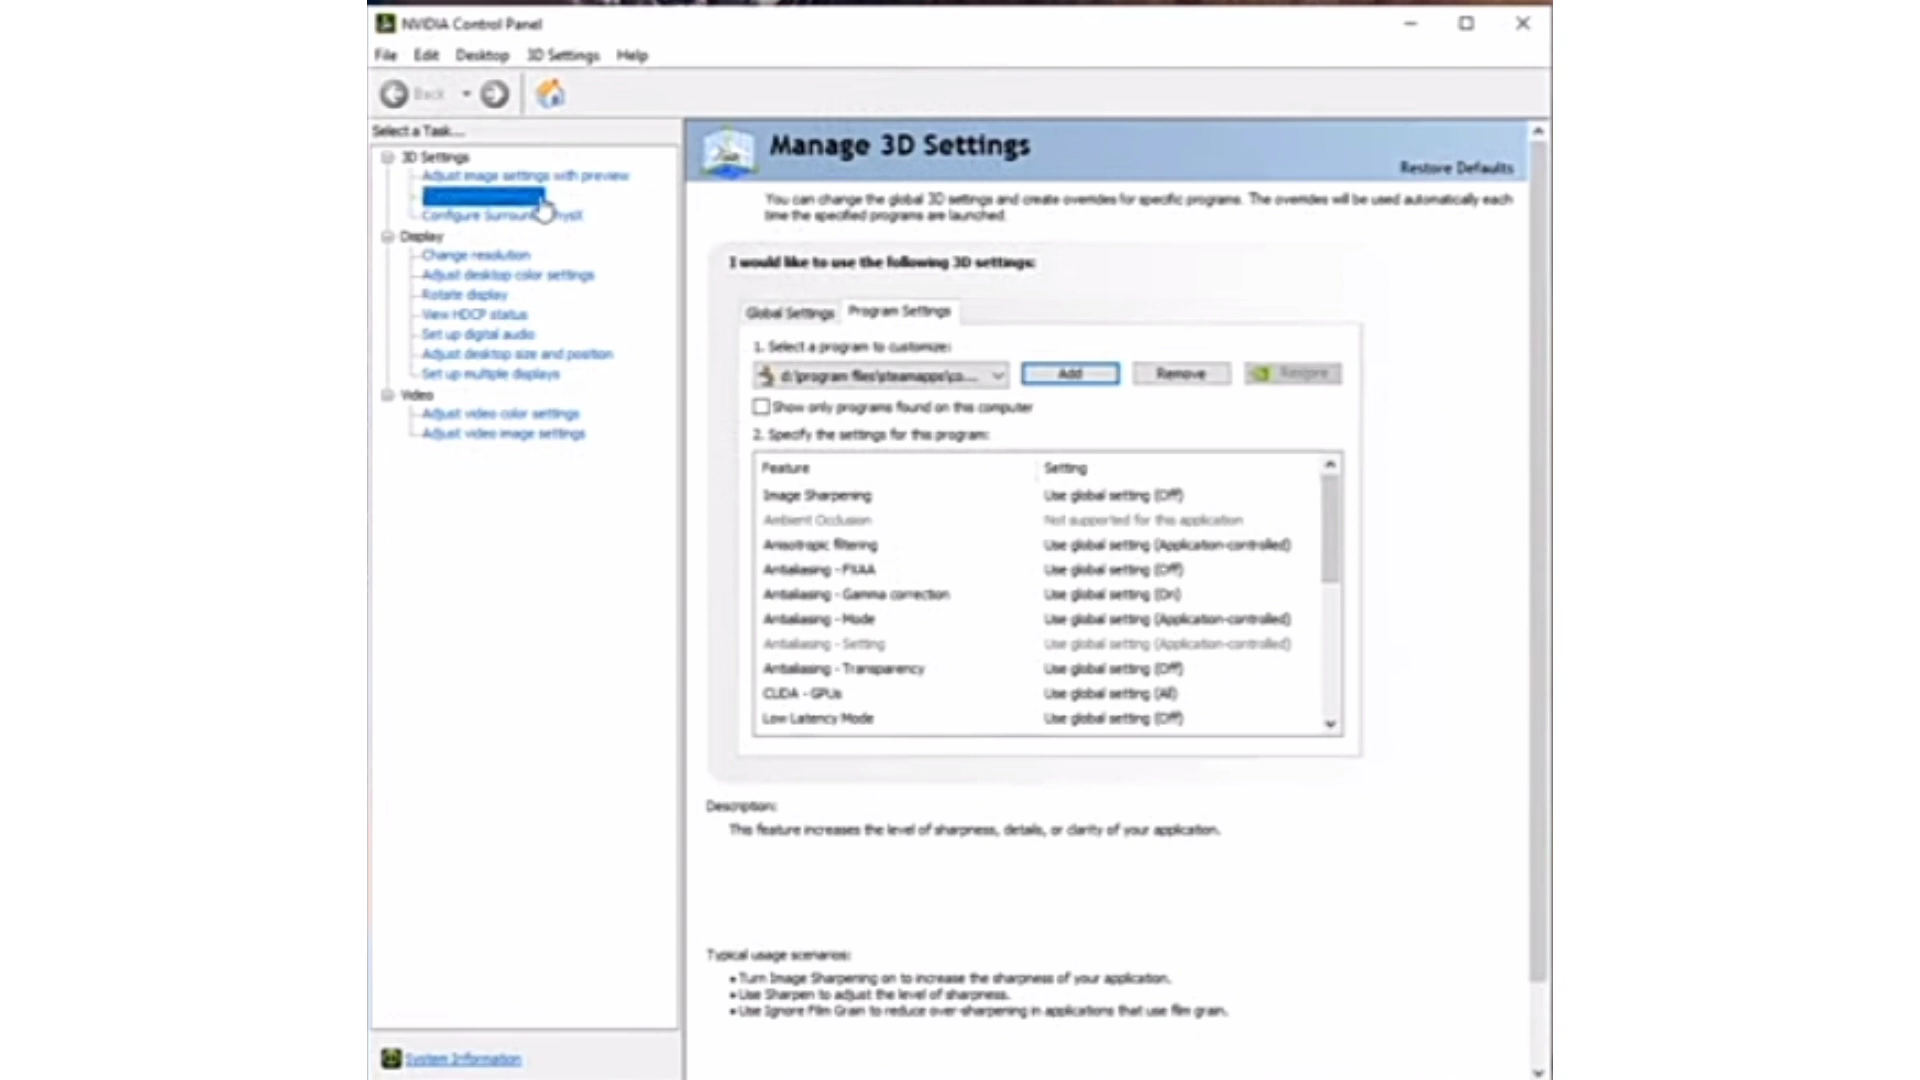 NVIDIA Control Panel
File Edit Desktop 3D Settings Help
Back
Select a Task...
3D Settings
Adjust image settings with preview
Configure Surround PhysX
Display
Change resolution
Adjust desktop color settings
Rotate display
View HDCP status
Set up digital audio
Adjust desktop size and position
Set up multiple displays
Video
Adjust video color settings
Adjust video image settings
System Information
Manage 3D Settings
Restore Defaults
You can change the global 3D settings and create overrides for specific programs. The overrides will be used automatically each
time the specified programs are launched.
I would like to use the following 3D settings:
Global Settings Program Settings
1. Select a program to customize:
d:\program files\steamapps\co... Add Remove Restore
Show only programs found on this computer
2. Specify the settings for this program:
Feature Setting
Image Sharpening Use global setting (Off)
Ambient Occlusion Not supported for this application
Anisotropic filtering Use global setting (Application-controlled)
Antialiasing - FXAA Use global setting (Off)
Antialiasing - Gamma correction Use global setting (On)
Antialiasing - Mode Use global setting (Application-controlled)
Antialiasing - Setting Use global setting (Application-controlled)
Antialiasing - Transparency Use global setting (Off)
CUDA - GPUs Use global setting (All)
Low Latency Mode Use global setting (Off)
Description:
This feature increases the level of sharpness, details, or clarity of your application.
Typical usage scenarios:
• Turn Image Sharpening on to increase the sharpness of your application.
• Use Sharpen to adjust the level of sharpness.
• Use Ignore Film Grain to reduce over-sharpening in applications that use film grain.